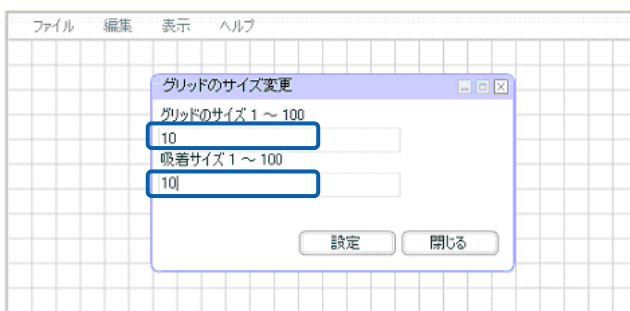 ファイル 編集 表示 ヘルプ
グリッドのサイズ変更
グリッドのサイズ 1 ～ 100
10
吸着サイズ 1 ～ 100
10
設定 閉じる